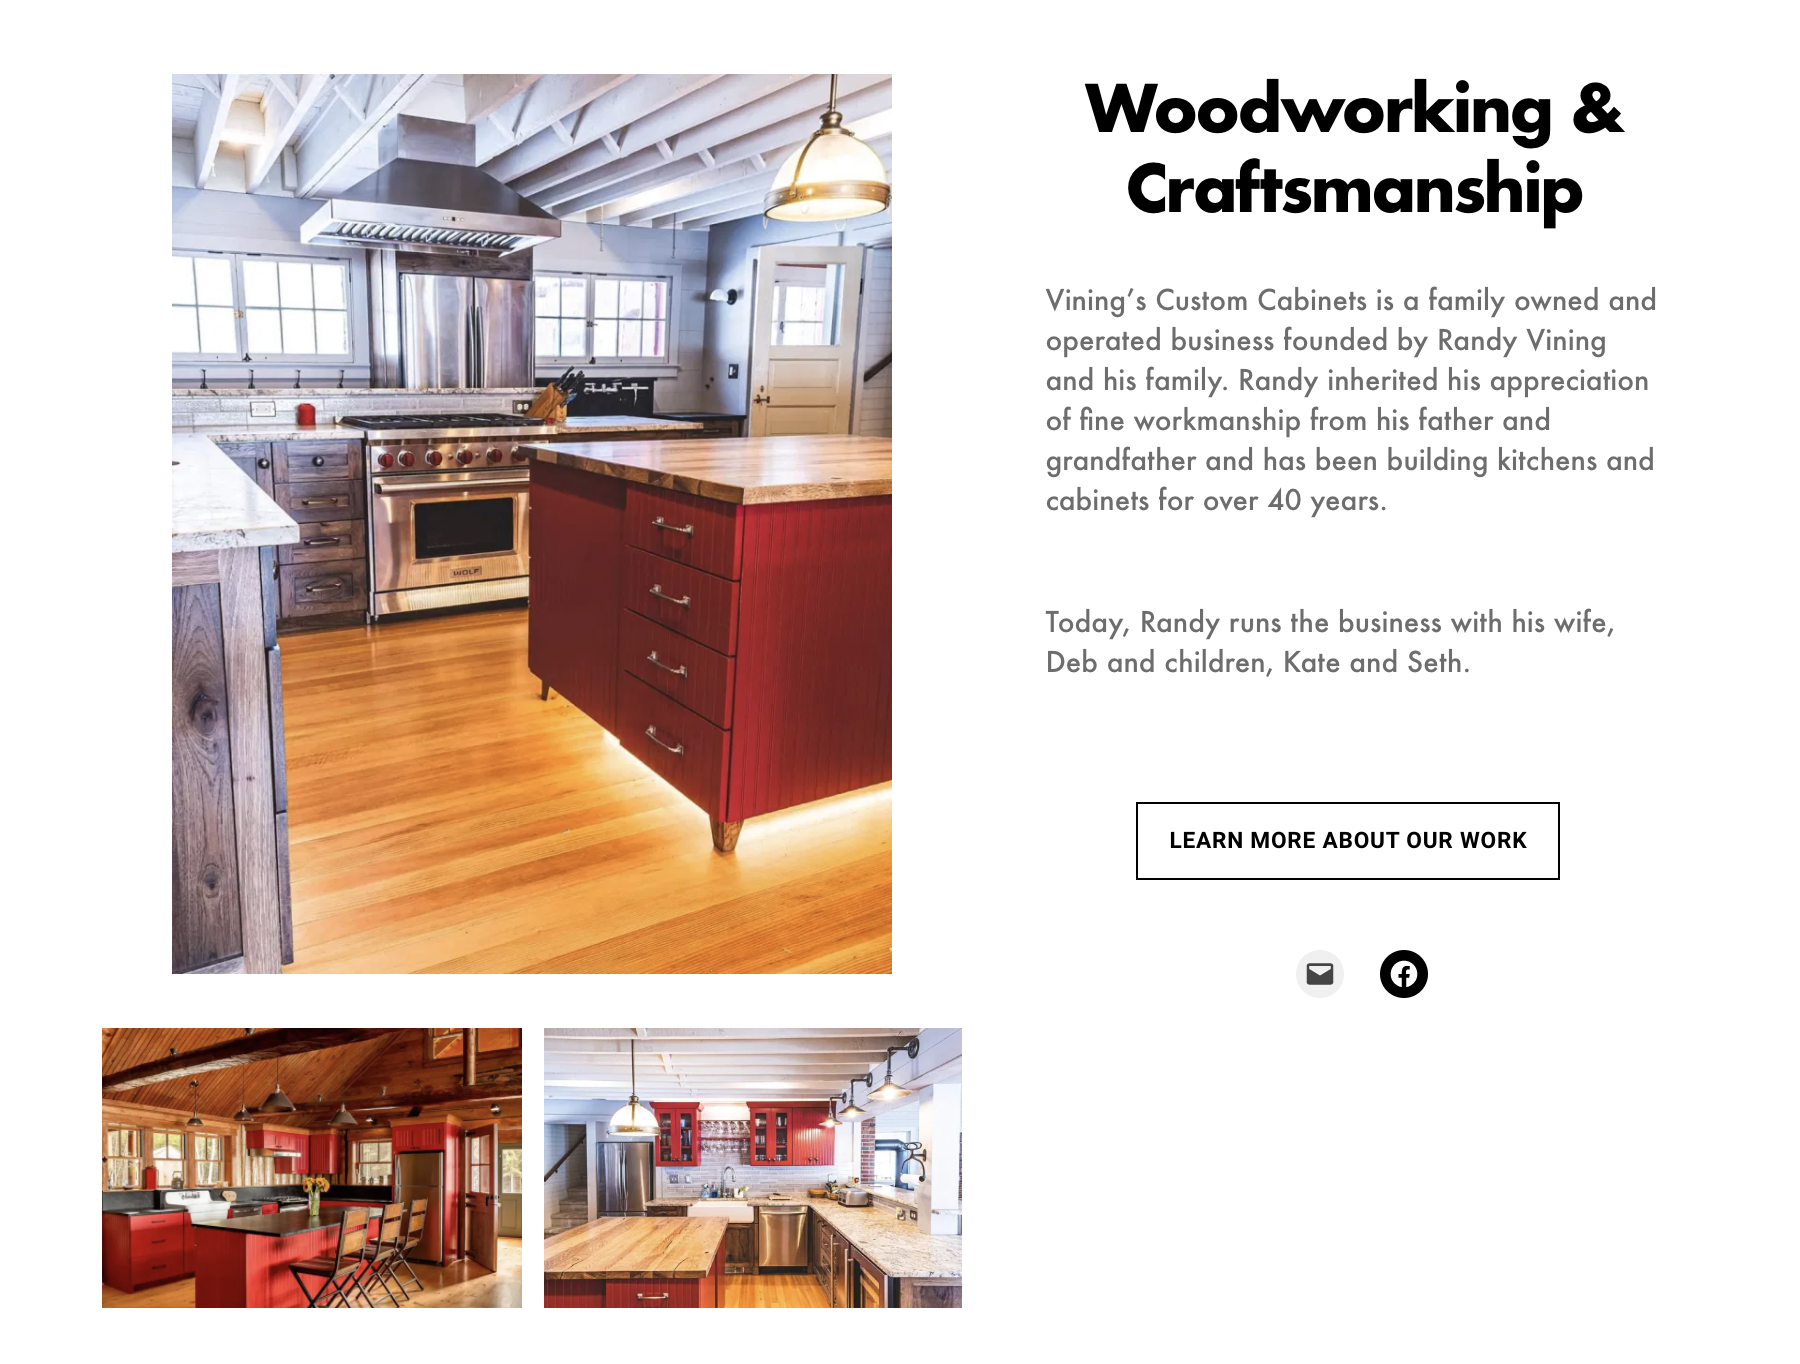 Woodworking &
Craftsmanship
Vining’s Custom Cabinets is a family owned and
operated business founded by Randy Vining
and his family. Randy inherited his appreciation
of fine workmanship from his father and
grandfather and has been building kitchens and
cabinets for over 40 years.
Today, Randy runs the business with his wife,
Deb and children, Kate and Seth.
LEARN MORE ABOUT OUR WORK
WOLF